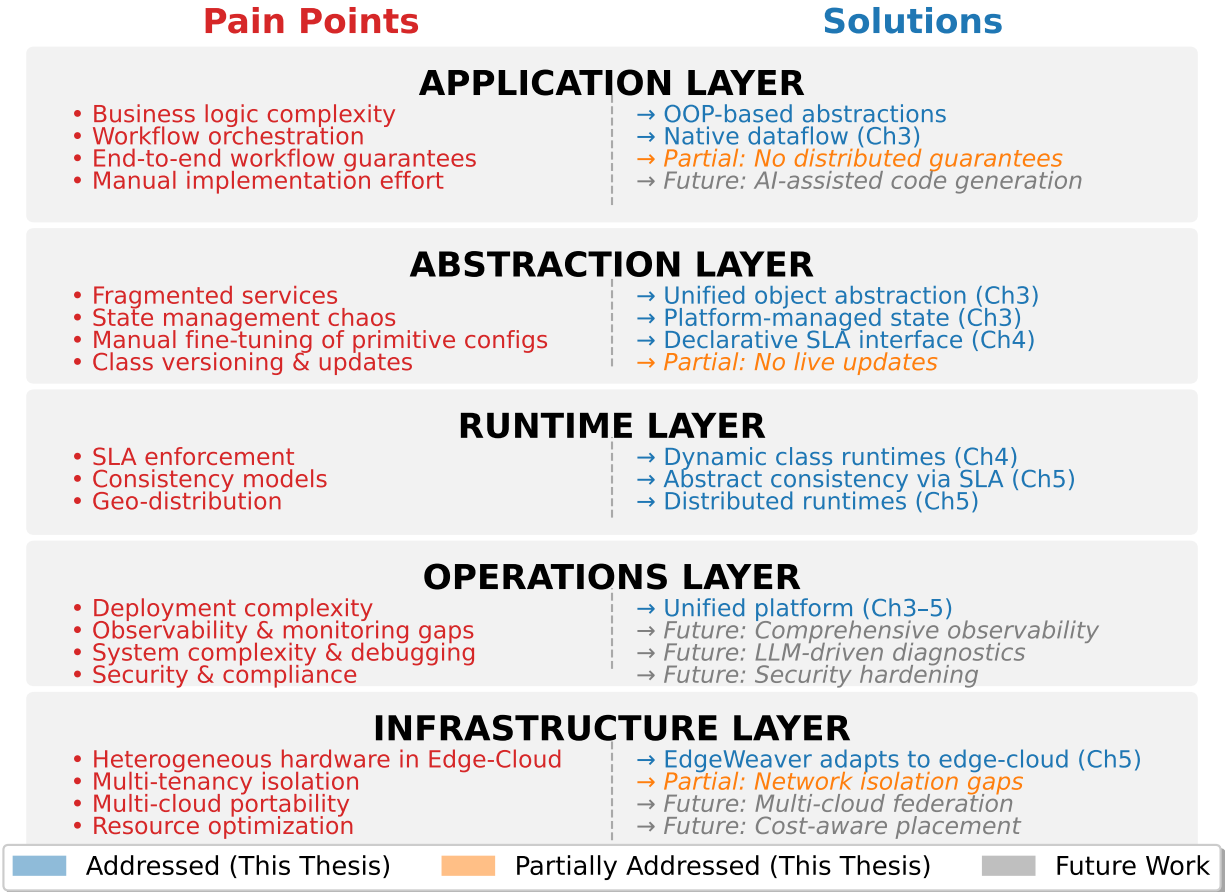 Pain Points
Solutions
APPLICATION LAYER
• Business logic complexity
→ OOP-based abstractions
• Workflow orchestration
→ Native dataflow (Ch3)
• End-to-end workflow guarantees
→ Partial: No distributed guarantees
• Manual implementation effort
→ Future: AI-assisted code generation
ABSTRACTION LAYER
• Fragmented services
→ Unified object abstraction (Ch3)
• State management chaos
→ Platform-managed state (Ch3)
• Manual fine-tuning of primitive configs
→ Declarative SLA interface (Ch4)
• Class versioning & updates
→ Partial: No live updates
RUNTIME LAYER
• SLA enforcement
→ Dynamic class runtimes (Ch4)
• Consistency models
→ Abstract consistency via SLA (Ch5)
• Geo-distribution
→ Distributed runtimes (Ch5)
OPERATIONS LAYER
• Deployment complexity
→ Unified platform (Ch3–5)
• Observability & monitoring gaps
→ Future: Comprehensive observability
• System complexity & debugging
→ Future: LLM-driven diagnostics
• Security & compliance
→ Future: Security hardening
INFRASTRUCTURE LAYER
• Heterogeneous hardware in Edge-Cloud
→ EdgeWeaver adapts to edge-cloud (Ch5)
• Multi-tenancy isolation
→ Partial: Network isolation gaps
• Multi-cloud portability
→ Future: Multi-cloud federation
• Resource optimization
→ Future: Cost-aware placement
Addressed (This Thesis)
Partially Addressed (This Thesis)
Future Work